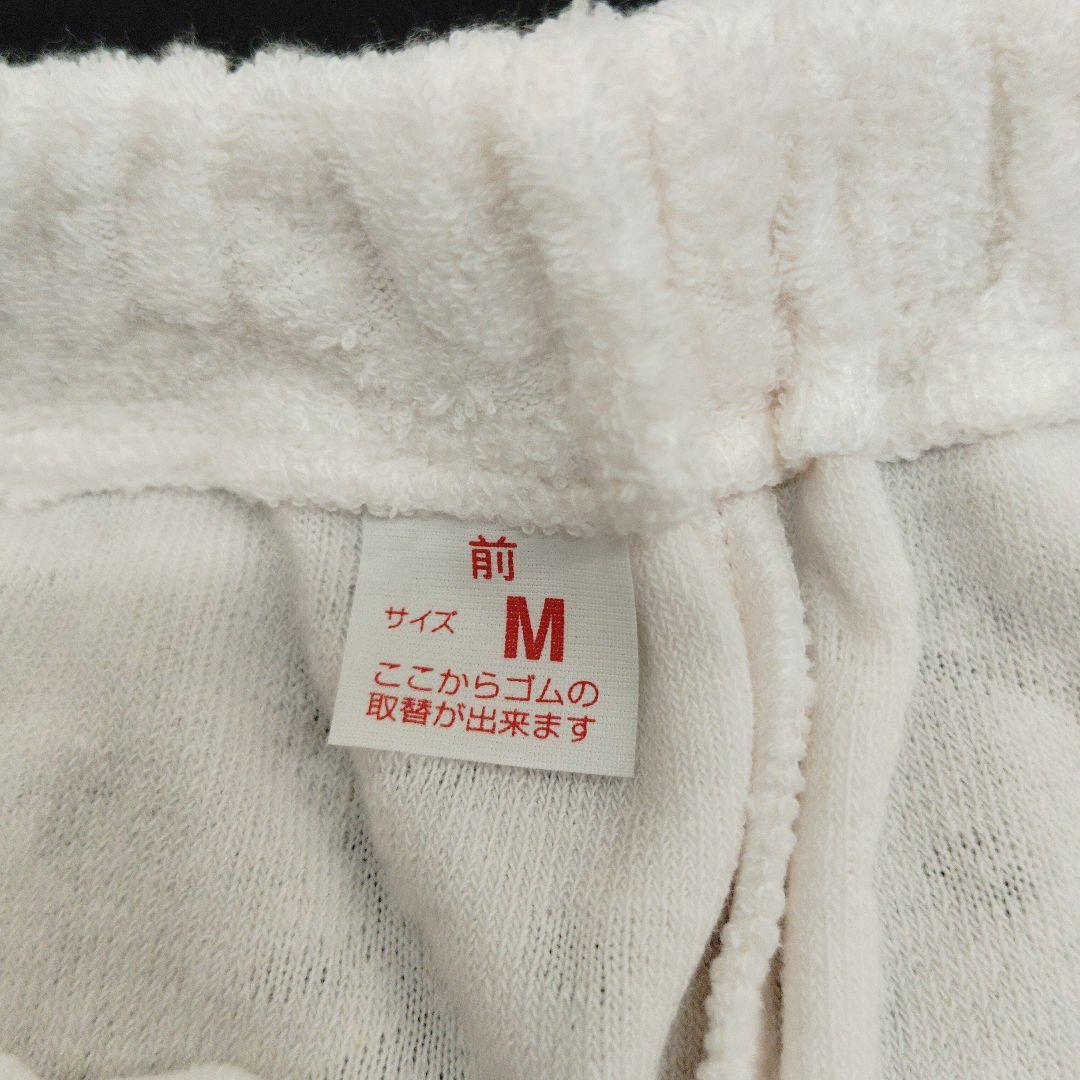 前
サイズ M
ここからゴムの
取替が出来ます